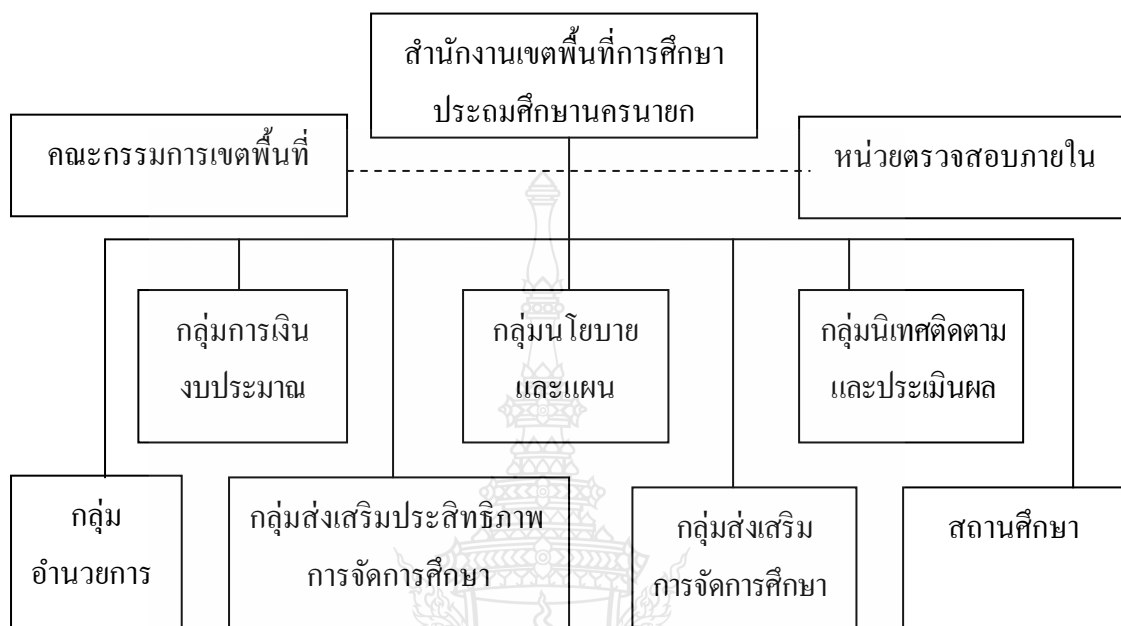 สำนักงานเขตพื้นที่การศึกษา
ประถมศึกษานครนายก
คณะกรรมการเขตพื้นที่
หน่วยตรวจสอบภายใน
กลุ่มการเงิน
งบประมาณ
กลุ่มนโยบาย
และแผน
กลุ่มนิเทศติดตาม
และประเมินผล
กลุ่ม
อำนวยการ
กลุ่มส่งเสริมประสิทธิภาพ
การจัดการศึกษา
กลุ่มส่งเสริม
การจัดการศึกษา
สถานศึกษา